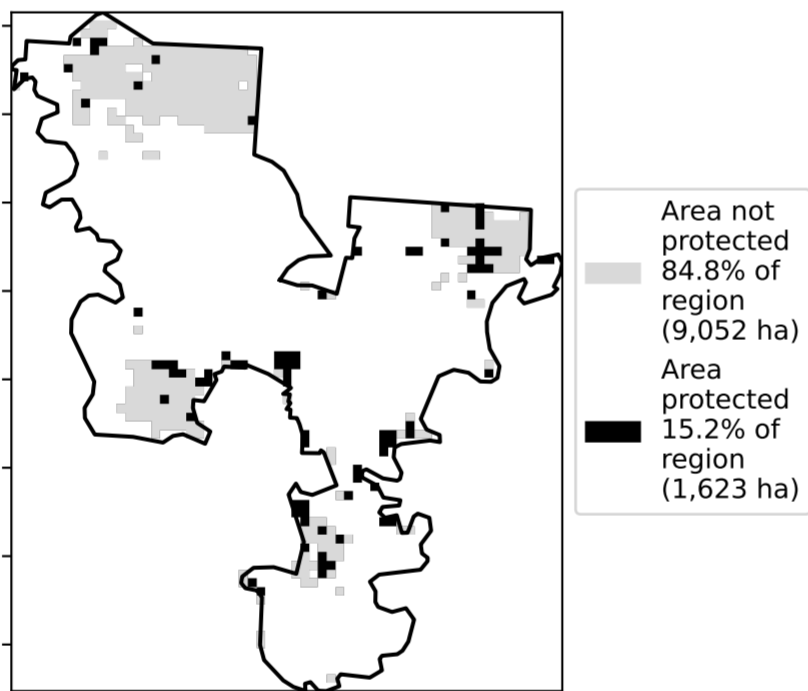 Area not
protected
84.8% of
region
(9,052 ha)
Area
protected
15.2% of
region
(1,623 ha)